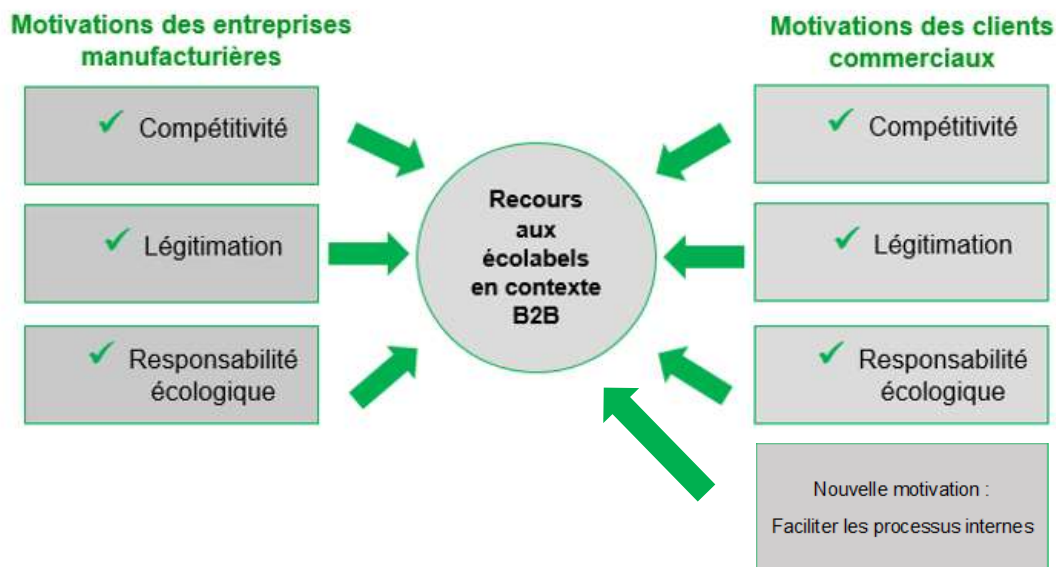 Motivations des entreprises
manufacturières
✓ Compétitivité
✓ Légitimation
✓ Responsabilité
écologique
Recours
aux
écolabels
en contexte
B2B
Motivations des clients
commerciaux
✓ Compétitivité
✓ Légitimation
✓ Responsabilité
écologique
Nouvelle motivation :
Faciliter les processus internes